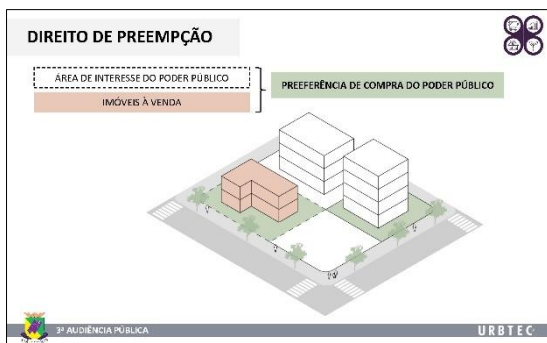 DIREITO DE PREEMPÇÃO
ÁREA DE INTERESSE DO PODER PÚBLICO
IMÓVEIS À VENDA
PREEFERÊNCIA DE COMPRA DO PODER PÚBLICO
3ª AUDIÊNCIA PÚBLICA
URBTEC